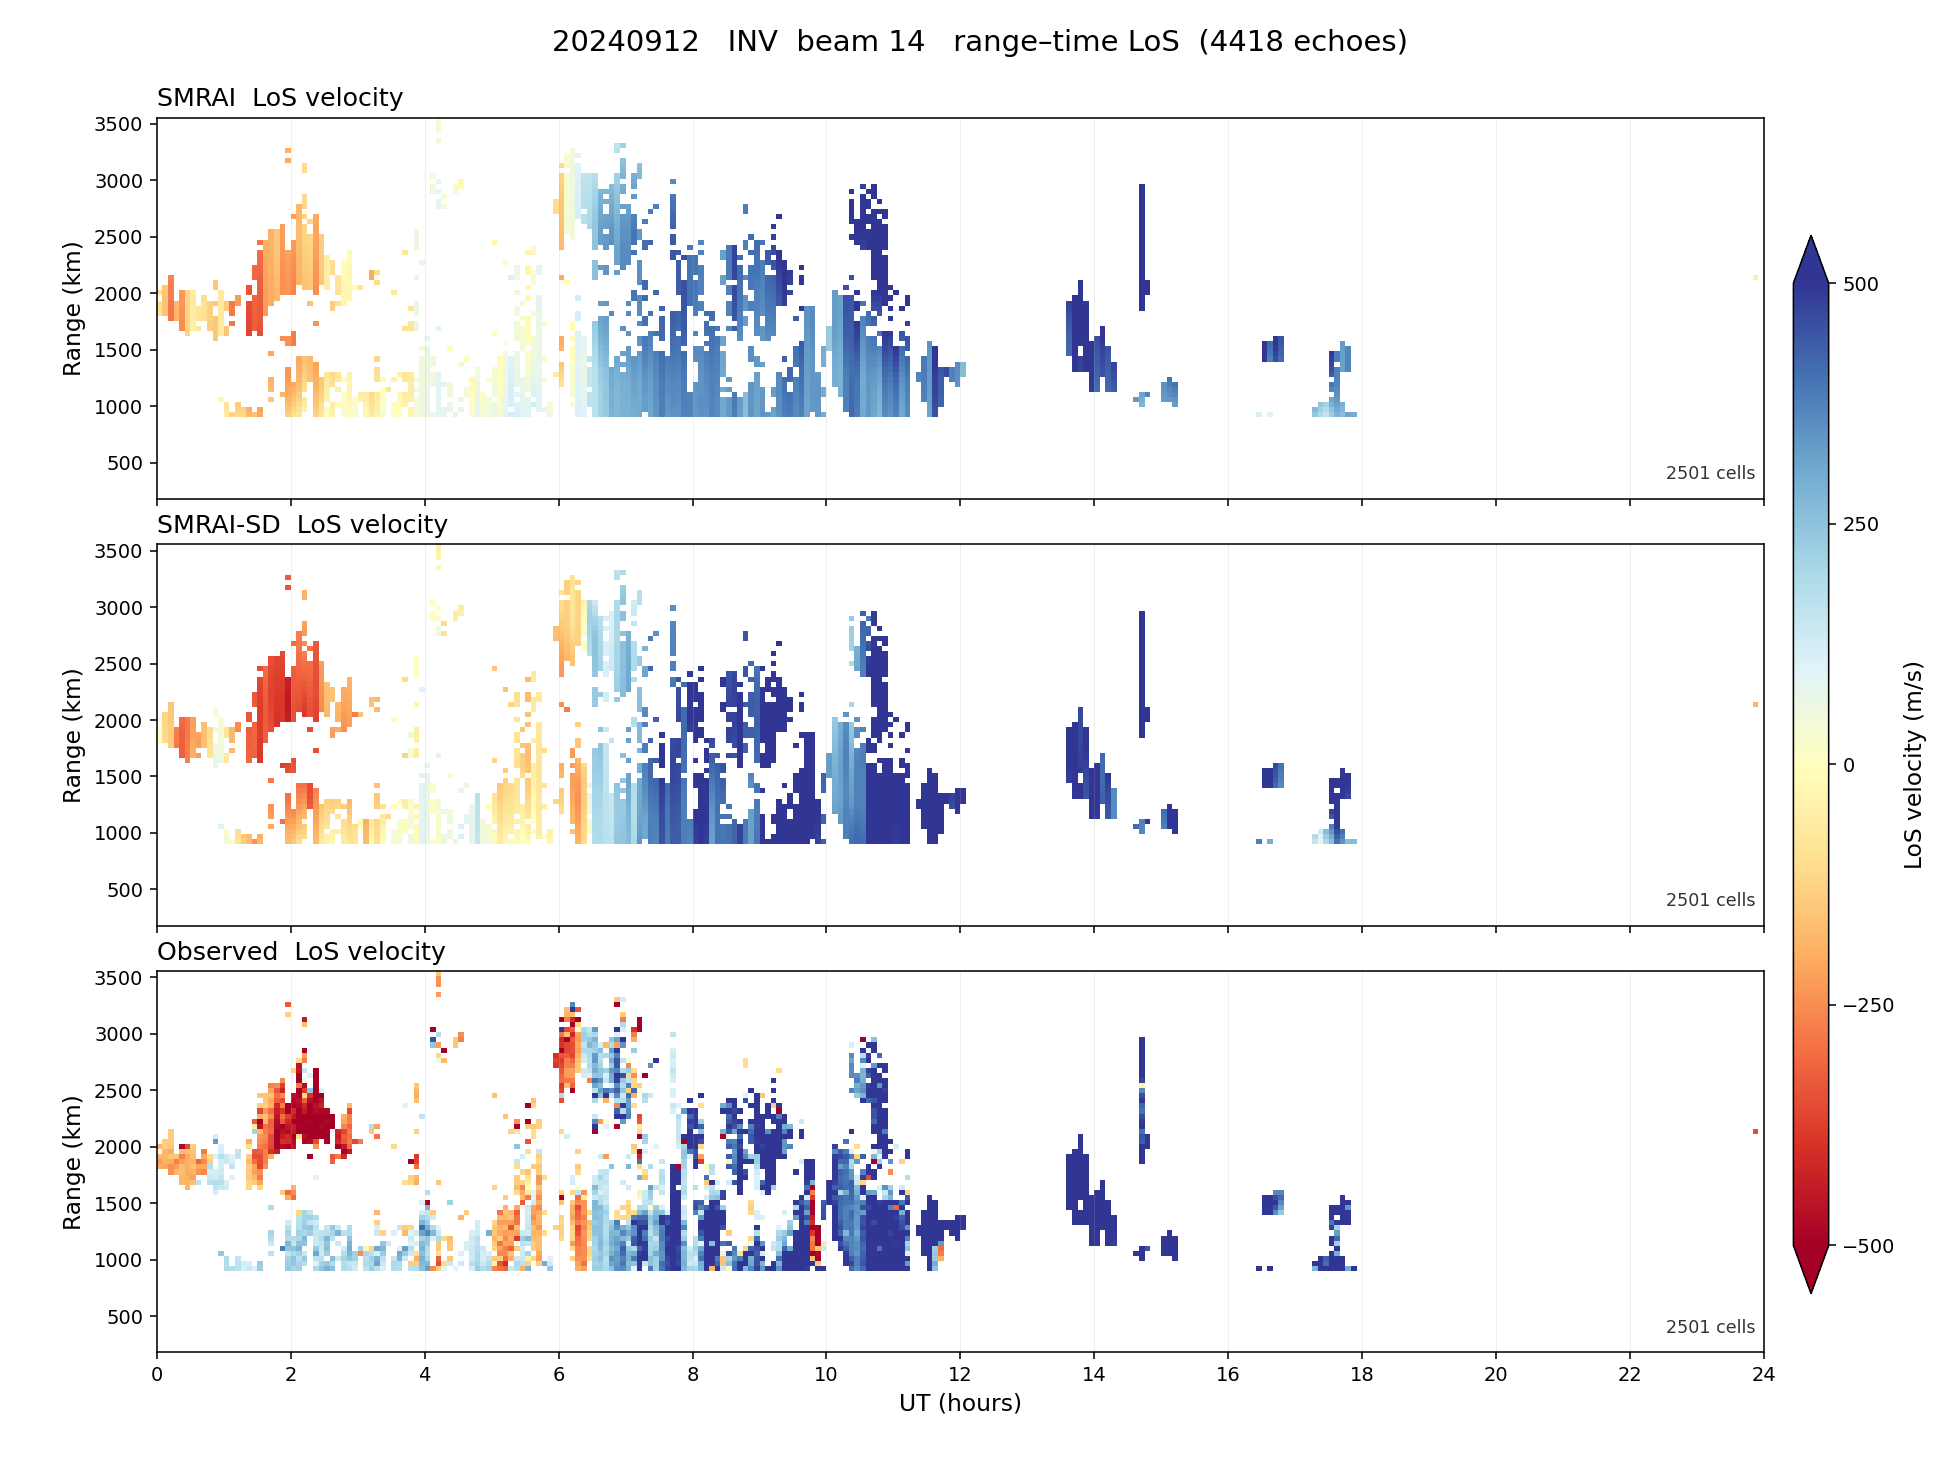 20240912   INV  beam 14   range–time LoS  (4418 echoes)
SMRAI  LoS velocity
3500
3000
2500
2000
1500
1000
500
Range (km)
2501 cells
SMRAI-SD  LoS velocity
3500
3000
2500
2000
1500
1000
500
Range (km)
2501 cells
Observed  LoS velocity
3500
3000
2500
2000
1500
1000
500
Range (km)
2501 cells
0 2 4 6 8 10 12 14 16 18 20 22 24
UT (hours)
500
250
0
−250
−500
LoS velocity (m/s)